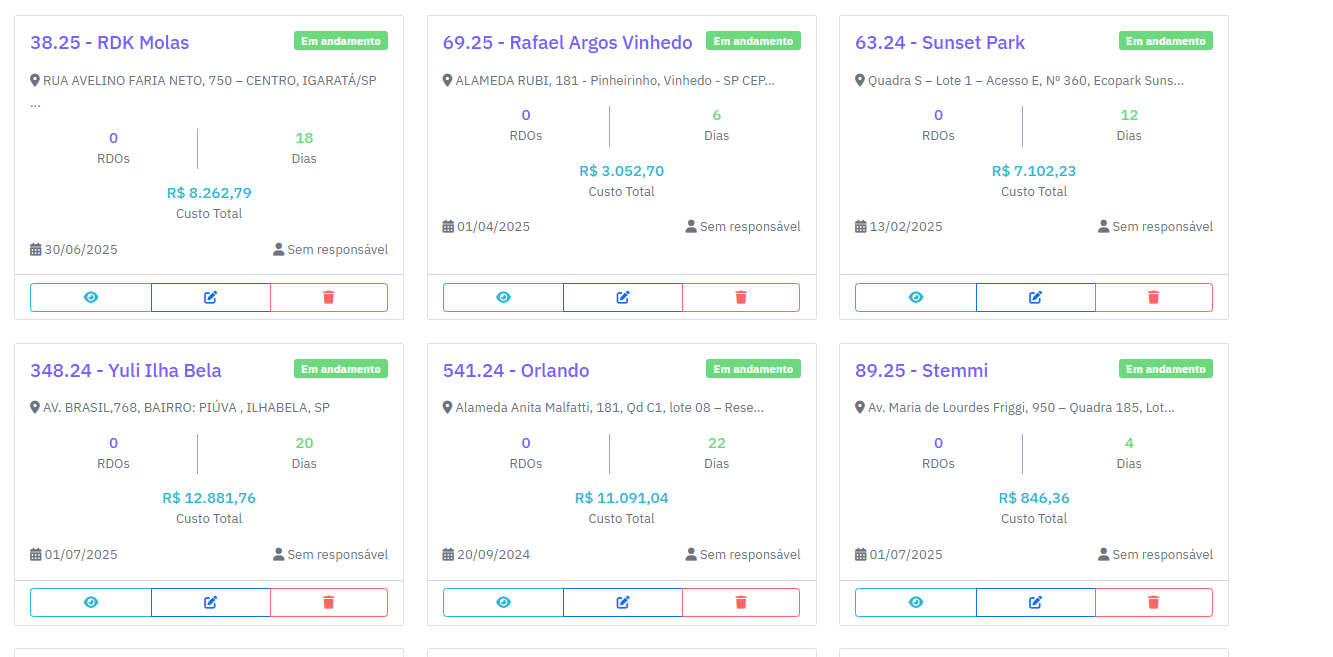 38.25 - RDK Molas
Em andamento
RUA AVELINO FARIA NETO, 750 – CENTRO, IGARATÁ/SP
...
0
18
RDOs
Dias
R$ 8.262,79
Custo Total
30/06/2025
Sem responsável
69.25 - Rafael Argos Vinhedo
Em andamento
ALAMEDA RUBI, 181 - Pinheirinho, Vinhedo - SP CEP...
0
6
RDOs
Dias
R$ 3.052,70
Custo Total
01/04/2025
Sem responsável
63.24 - Sunset Park
Em andamento
Quadra S – Lote 1 – Acesso E, Nº 360, Ecopark Suns...
0
12
RDOs
Dias
R$ 7.102,23
Custo Total
13/02/2025
Sem responsável
348.24 - Yuli Ilha Bela
Em andamento
AV. BRASIL,768, BAIRRO: PIÚVA , ILHABELA, SP
0
20
RDOs
Dias
R$ 12.881,76
Custo Total
01/07/2025
Sem responsável
541.24 - Orlando
Em andamento
Alameda Anita Malfatti, 181, Qd C1, lote 08 – Rese...
0
22
RDOs
Dias
R$ 11.091,04
Custo Total
20/09/2024
Sem responsável
89.25 - Stemmi
Em andamento
Av. Maria de Lourdes Friggi, 950 – Quadra 185, Lot...
0
4
RDOs
Dias
R$ 846,36
Custo Total
01/07/2025
Sem responsável